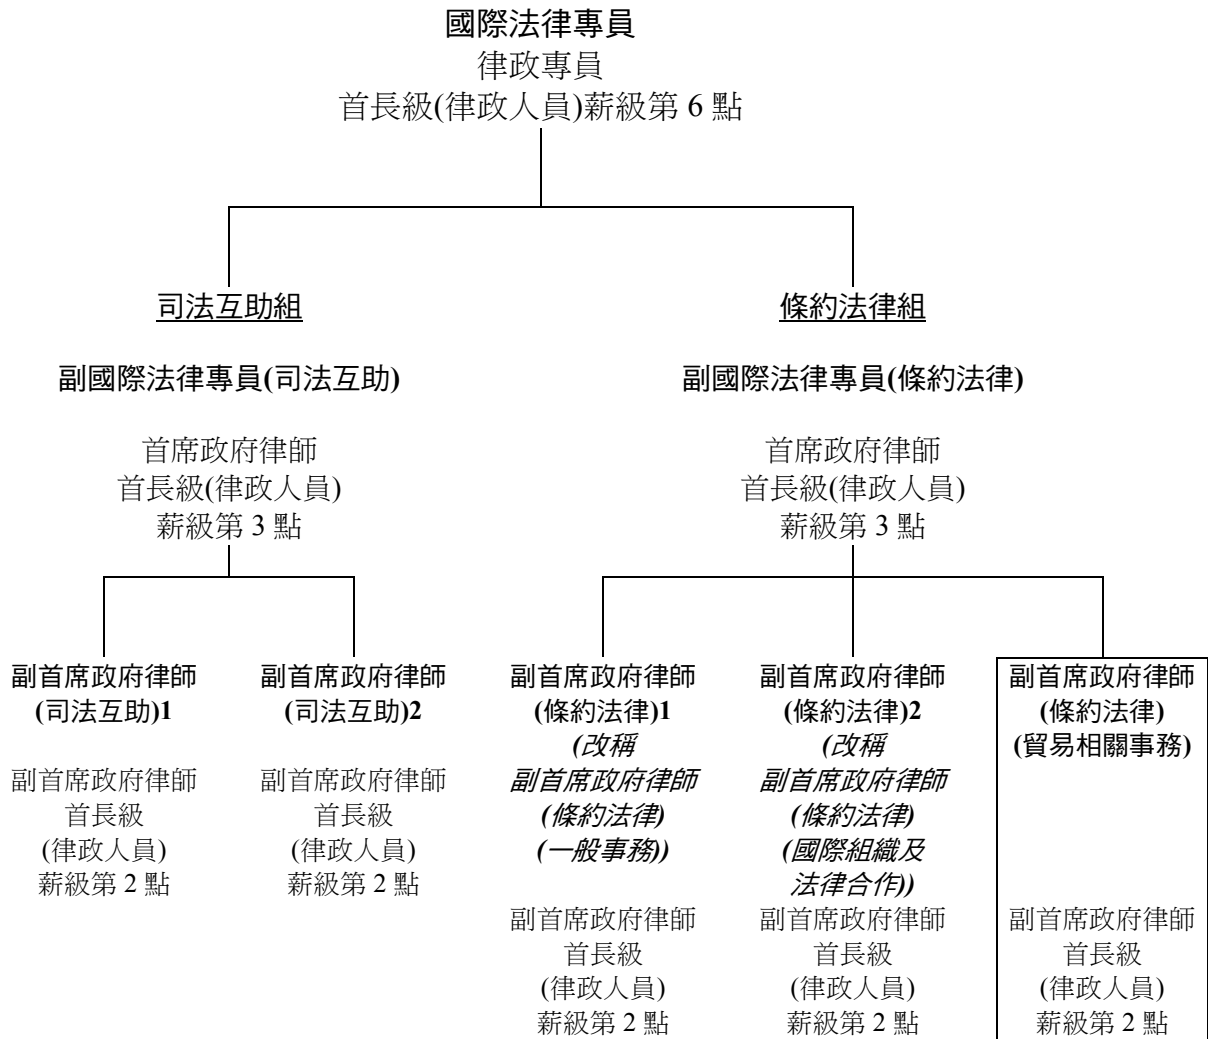 國際法律專員
律政專員
首長級(律政人員)薪級第 6 點
司法互助組
副國際法律專員(司法互助)
首席政府律師
首長級(律政人員)
薪級第 3 點
條約法律組
副國際法律專員(條約法律)
首席政府律師
首長級(律政人員)
薪級第 3 點
副首席政府律師
(司法互助)1
副首席政府律師
首長級
(律政人員)
薪級第 2 點
副首席政府律師
(司法互助)2
副首席政府律師
首長級
(律政人員)
薪級第 2 點
副首席政府律師
(條約法律)1
(改稱
副首席政府律師
(條約法律)
(一般事務))
副首席政府律師
首長級
(律政人員)
薪級第 2 點
副首席政府律師
(條約法律)2
(改稱
副首席政府律師
(條約法律)
(國際組織及
法律合作))
副首席政府律師
首長級
(律政人員)
薪級第 2 點
副首席政府律師
(條約法律)
(貿易相關事務)
副首席政府律師
首長級
(律政人員)
薪級第 2 點